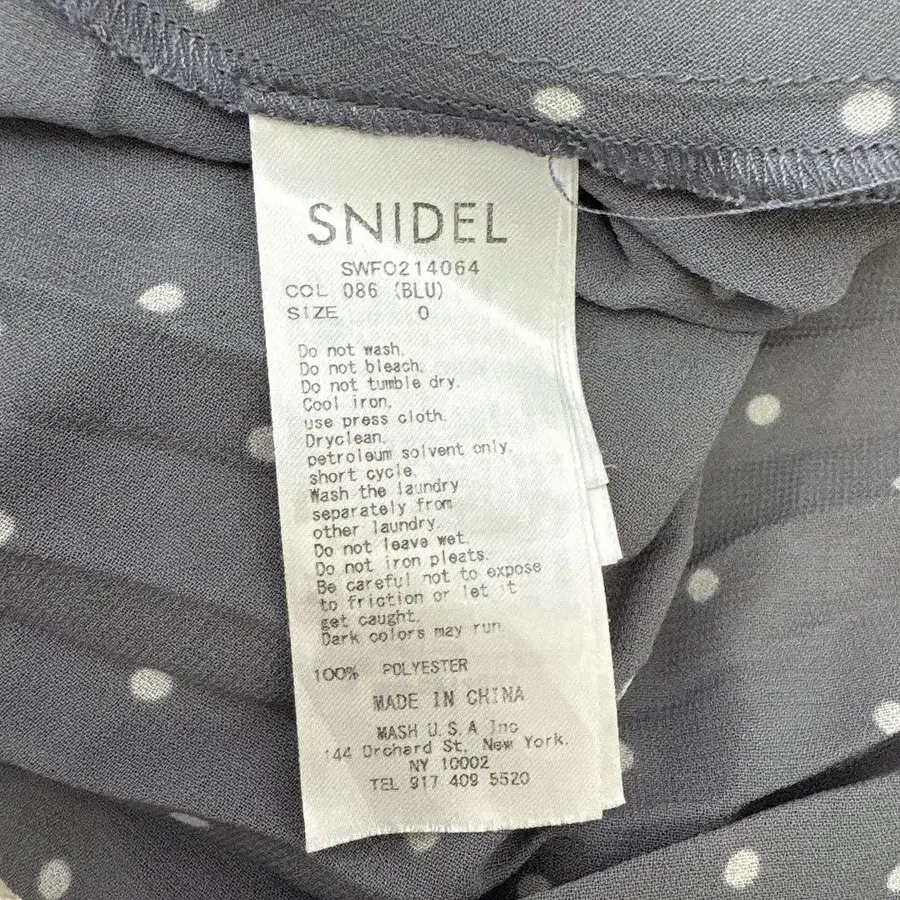 SNIDEL
SWFO214064
COL 086 (BLU)
SIZE 0
Do not wash.
Do not bleach.
Do not tumble dry.
Cool iron.
use press cloth.
Dryclean.
petroleum solvent only.
short cycle.
Wash the laundry
separately from
other laundry.
Do not leave wet.
Do not iron pleats.
Be careful not to expose
to friction or let it
get caught.
Dark colors may run.
100% POLYESTER
MADE IN CHINA
MASH U.S.A Inc
144 Orchard St. New York.
NY 10002
TEL 917 409 5520